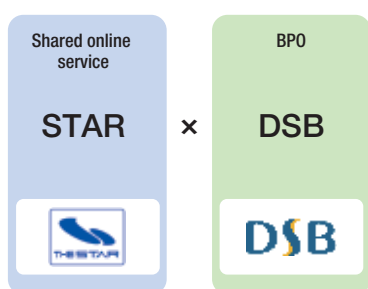 Shared online
service
STAR
THE STAR
×
BPO
DSB
DSB